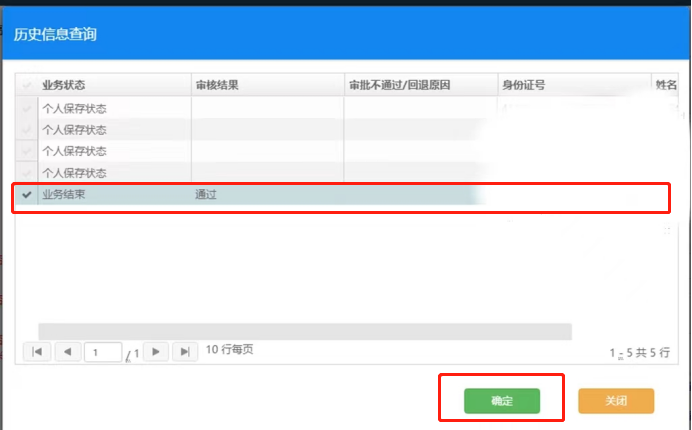 历史信息查询
业务状态 审核结果 审批不通过/回退原因 身份证号 姓名
个人保存状态
个人保存状态
个人保存状态
个人保存状态
业务结束 通过
1 / 1 10 行每页 1 - 5 共 5 行
确定 关闭